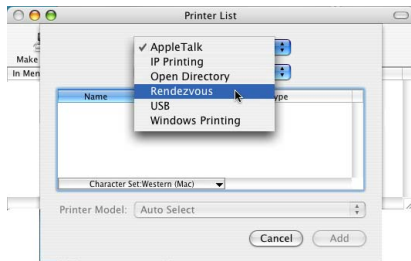 Printer List
Make
In Men
AppleTalk
IP Printing
Open Directory
Rendezvous
USB
Windows Printing
Name
ype
Character Set:Western (Mac)
Printer Model: Auto Select
Cancel Add